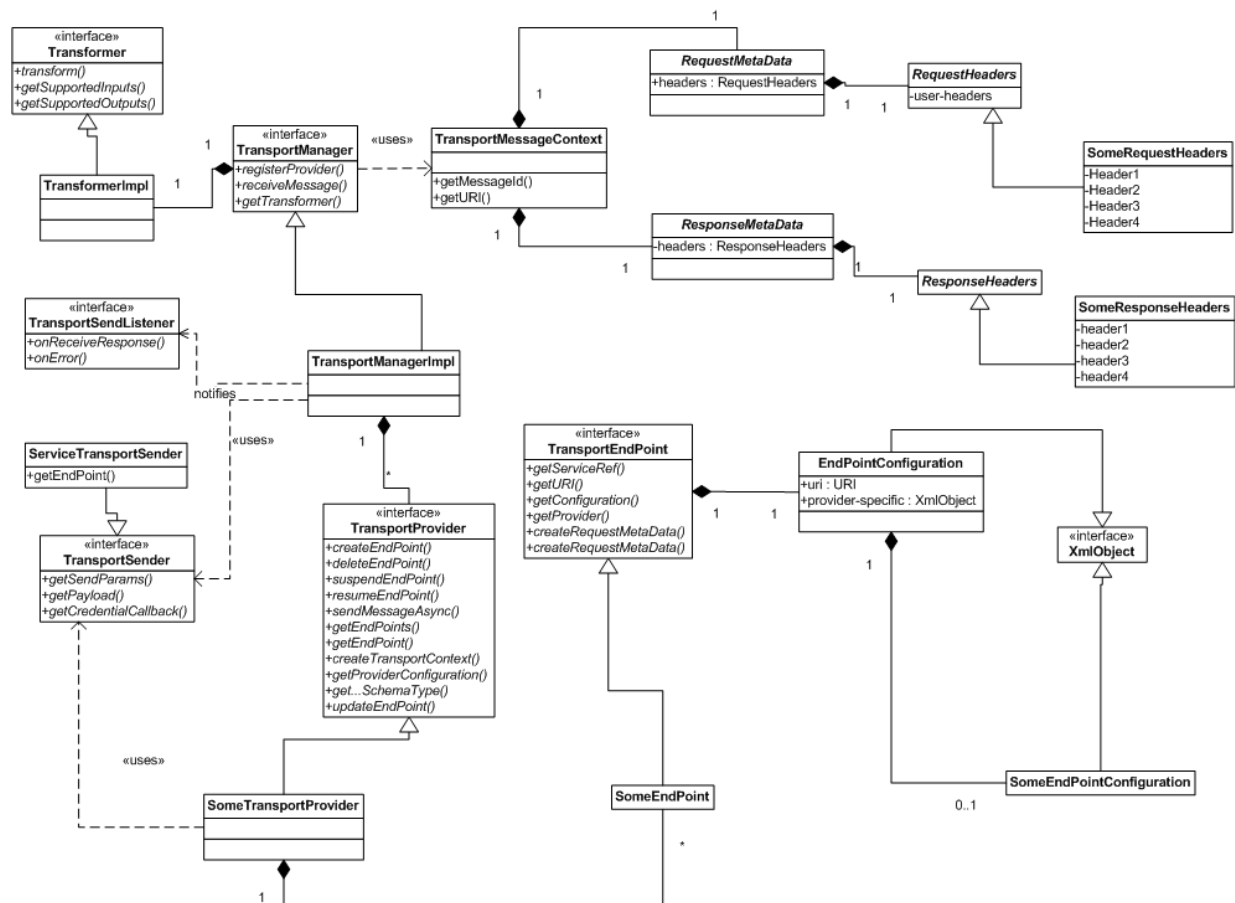 «interface»
Transformer
+transform()
+getSupportedInputs()
+getSupportedOutputs()
TransformerImpl
1
1
«interface»
TransportManager
+registerProvider()
+receiveMessage()
+getTransformer()
«uses»
TransportMessageContext
+getMessageId()
+getURI()
1
1
1
1
RequestMetaData
+headers : RequestHeaders
1
1
RequestHeaders
-user-headers
SomeRequestHeaders
-Header1
-Header2
-Header3
-Header4
ResponseMetaData
-headers : ResponseHeaders
1
1
ResponseHeaders
SomeResponseHeaders
-header1
-header2
-header3
-header4
«interface»
TransportSendListener
+onReceiveResponse()
+onError()
notifies
TransportManagerImpl
«uses»
1
*
ServiceTransportSender
+getEndPoint()
«interface»
TransportSender
+getSendParams()
+getPayload()
+getCredentialCallback()
«interface»
TransportProvider
+createEndPoint()
+deleteEndPoint()
+suspendEndPoint()
+resumeEndPoint()
+sendMessageAsync()
+getEndPoints()
+getEndPoint()
+createTransportContext()
+getProviderConfiguration()
+get...SchemaType()
+updateEndPoint()
«interface»
TransportEndPoint
+getServiceRef()
+getURI()
+getConfiguration()
+getProvider()
+createRequestMetaData()
+createRequestMetaData()
1
1
EndPointConfiguration
+uri : URI
+provider-specific : XmlObject
1
«interface»
XmlObject
«uses»
SomeTransportProvider
1
SomeEndPoint
*
SomeEndPointConfiguration
0..1